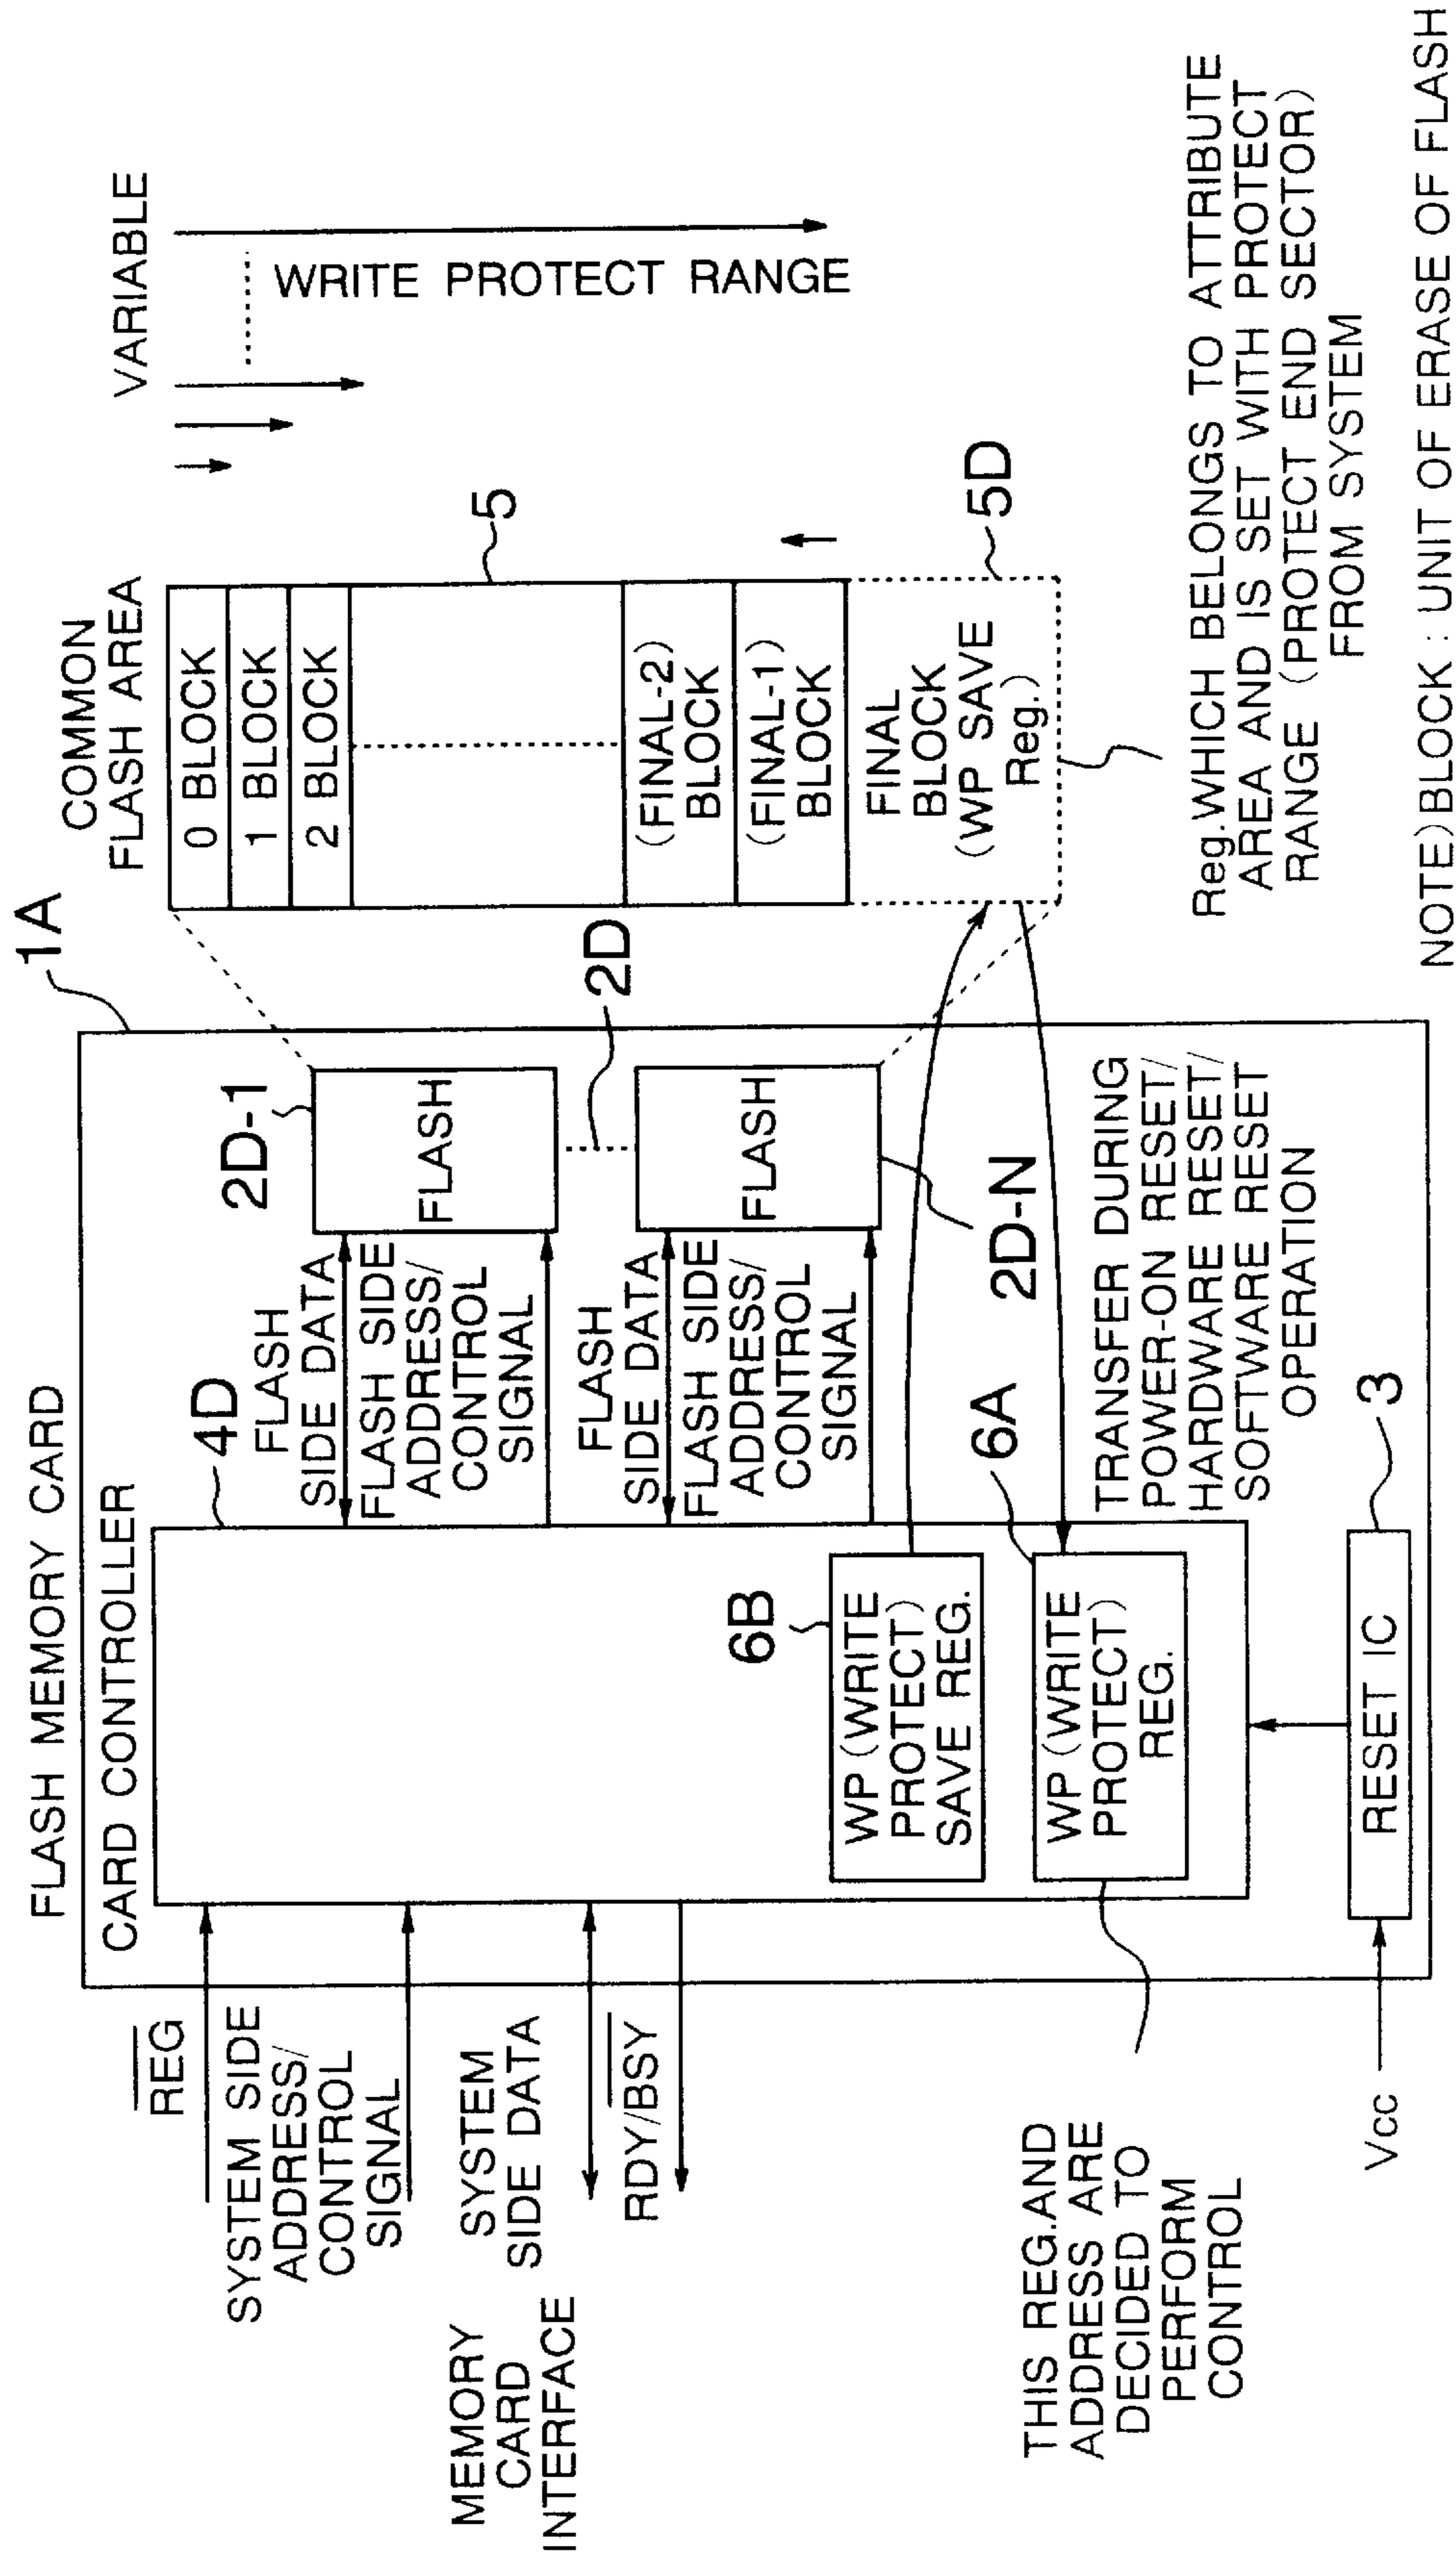 FLASH MEMORY CARD
1A
CARD CONTROLLER
4D
REG
SYSTEM SIDE
ADDRESS/
CONTROL
SIGNAL
MEMORY
CARD
INTERFACE
SYSTEM
SIDE DATA
RDY/BSY
THIS REG.AND
ADDRESS ARE
DECIDED TO
PERFORM
CONTROL
Vcc
6B
WP(WRITE
PROTECT)
SAVE REG.
6A
WP(WRITE
PROTECT)
REG.
RESET IC
3
FLASH
SIDE DATA
FLASH SIDE
ADDRESS/
CONTROL
SIGNAL
2D-1
FLASH
2D
FLASH
SIDE DATA
FLASH SIDE
ADDRESS/
CONTROL
SIGNAL
FLASH
2D-N
TRANSFER DURING
POWER-ON RESET/
HARDWARE RESET/
SOFTWARE RESET
OPERATION
COMMON
FLASH AREA
0 BLOCK
1 BLOCK
2 BLOCK
5
(FINAL-2)
BLOCK
(FINAL-1)
BLOCK
FINAL
BLOCK
(WP SAVE
Reg.)
5D
VARIABLE
WRITE PROTECT RANGE
Reg.WHICH BELONGS TO ATTRIBUTE
AREA AND IS SET WITH PROTECT
RANGE (PROTECT END SECTOR)
FROM SYSTEM
NOTE)BLOCK : UNIT OF ERASE OF FLASH